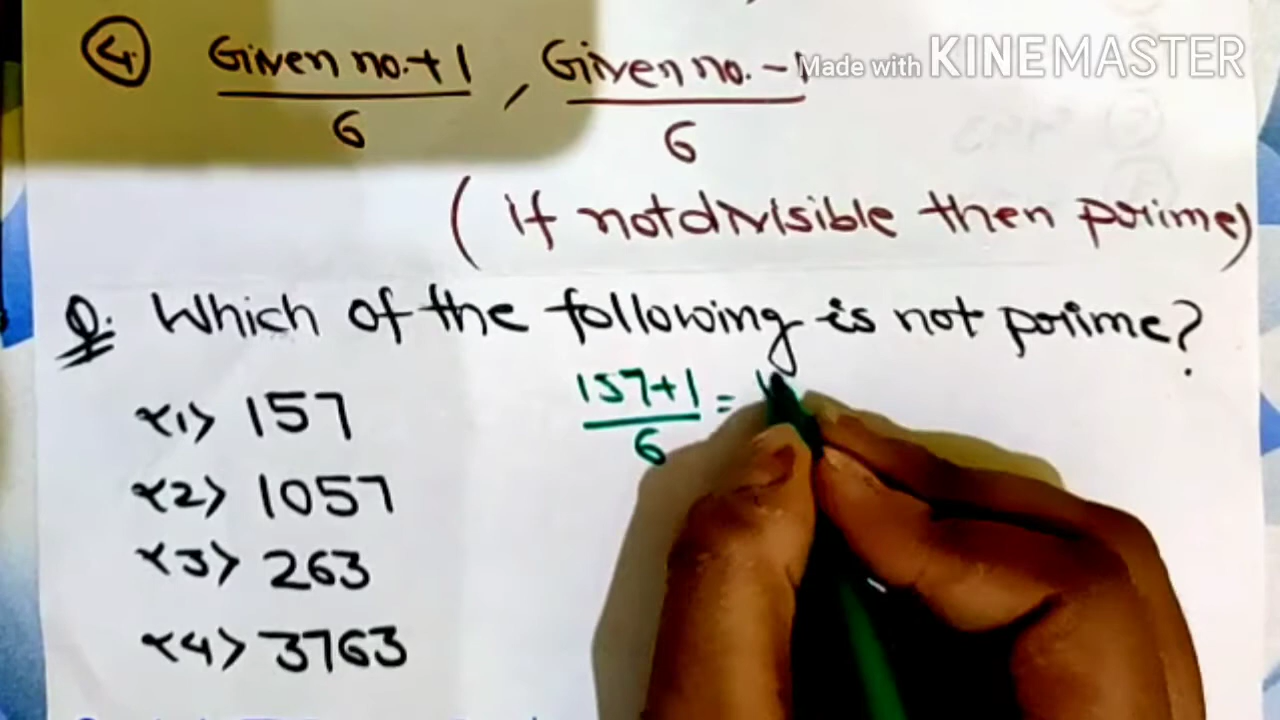 4. Given no.+1 / 6 , Given no.-1 / 6
Made with KINEMASTER
( if not divisible then prime)
Q. Which of the following is not prime?
<1> 157
157+1 / 6 =
<2> 1057
<3> 263
<4> 3763